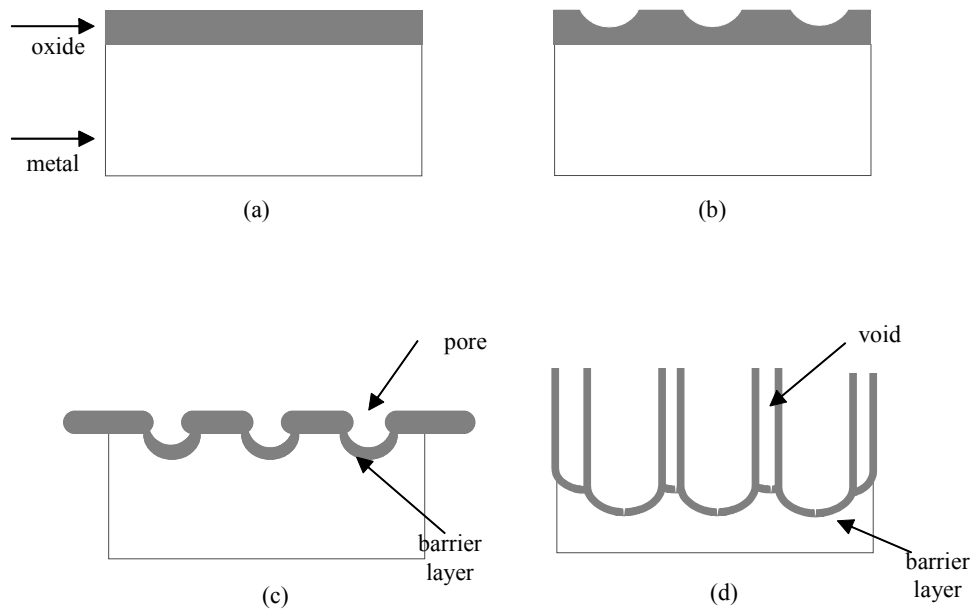 oxide
metal
(a)
(b)
pore
barrier
layer
(c)
void
barrier
layer
(d)